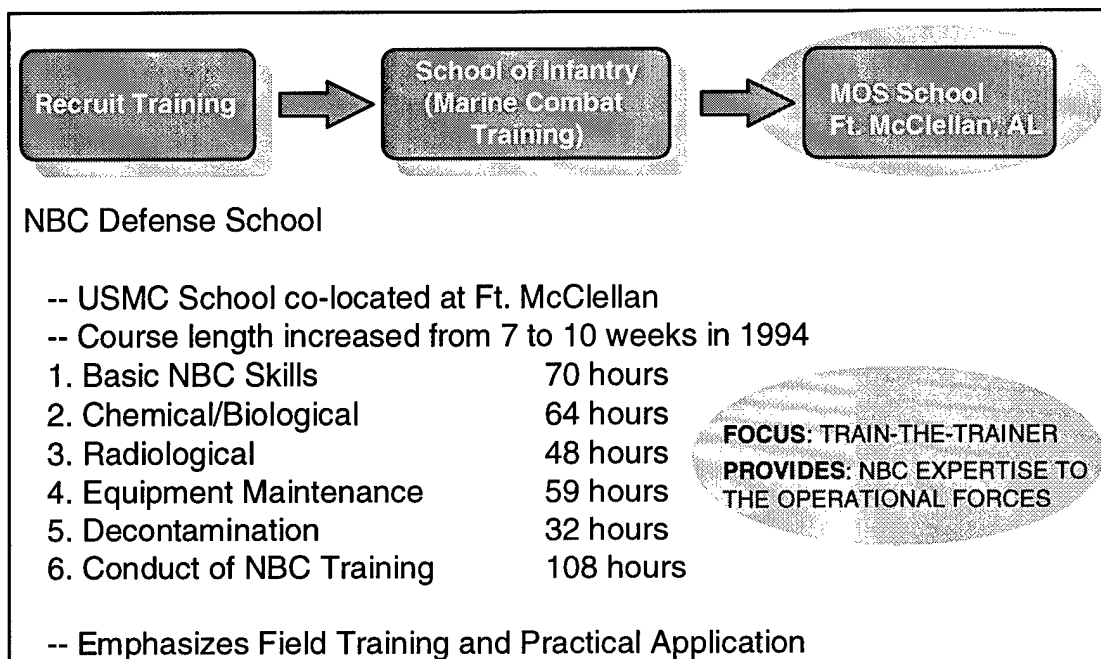 Recruit Training
School of Infantry
(Marine Combat
Training)
MOS School
Ft. McClellan, AL
NBC Defense School
-- USMC School co-located at Ft. McClellan
-- Course length increased from 7 to 10 weeks in 1994
1. Basic NBC Skills 70 hours
2. Chemical/Biological 64 hours
3. Radiological 48 hours
4. Equipment Maintenance 59 hours
5. Decontamination 32 hours
6. Conduct of NBC Training 108 hours
FOCUS: TRAIN-THE-TRAINER
PROVIDES: NBC EXPERTISE TO
THE OPERATIONAL FORCES
-- Emphasizes Field Training and Practical Application